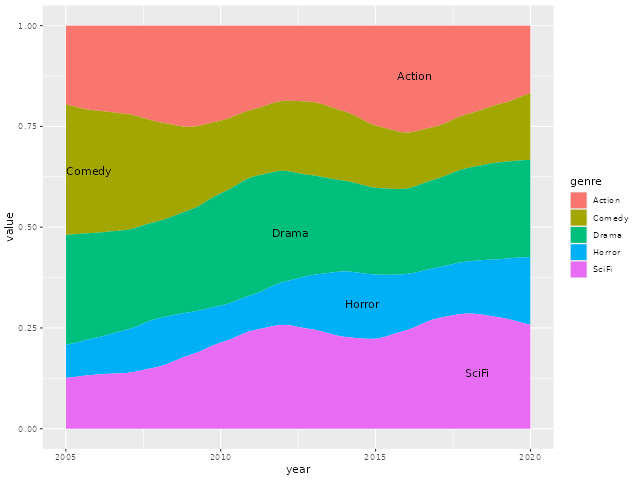 1.00
0.75
0.50
0.25
0.00
value
Action
Comedy
Drama
Horror
SciFi
2005 2010 2015 2020
year
genre
Action
Comedy
Drama
Horror
SciFi